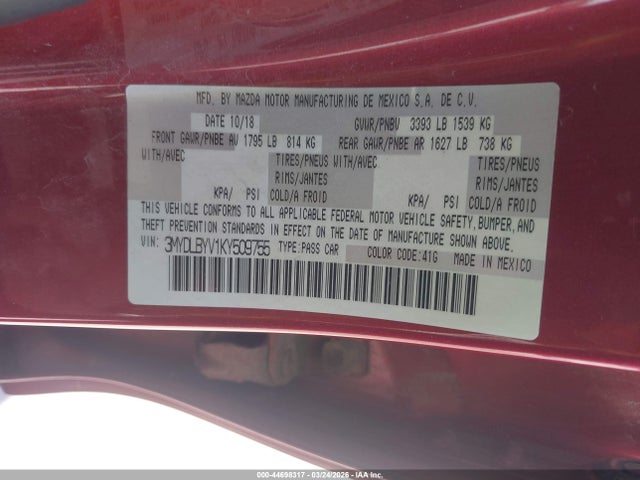 MFD. BY MAZDA MOTOR MANUFACTURING DE MEXICO S.A. DE C.V.
DATE 10/18 GVWR/PNBV 3393 LB 1539 KG
FRONT GAWR/PNBE AV 1795 LB 814 KG REAR GAWR/PNBE AR 1627 LB 738 KG
WITH/AVEC TIRES/PNEUS WITH/AVEC TIRES/PNEUS
RIMS/JANTES RIMS/JANTES
KPA/ PSI COLD/A FROID KPA/ PSI COLD/A FROID
THIS VEHICLE CONFORMS TO ALL APPLICABLE FEDERAL MOTOR VEHICLE SAFETY, BUMPER, AND
THEFT PREVENTION STANDARDS IN EFFECT ON THE DATE OF MANUFACTURE SHOWN ABOVE.
VIN: 3MYDLBYV1KY509755 TYPE:PASS CAR COLOR CODE:41G MADE IN MEXICO
000-44698317 03/24/2026 IAAI.COM